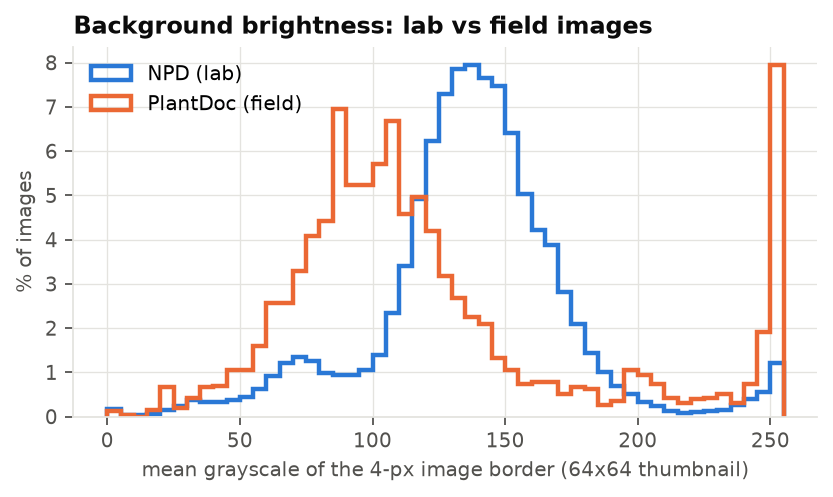 Background brightness: lab vs field images
NPD (lab)
PlantDoc (field)
% of images
8
7
6
5
4
3
2
1
0
0 50 100 150 200 250
mean grayscale of the 4-px image border (64x64 thumbnail)